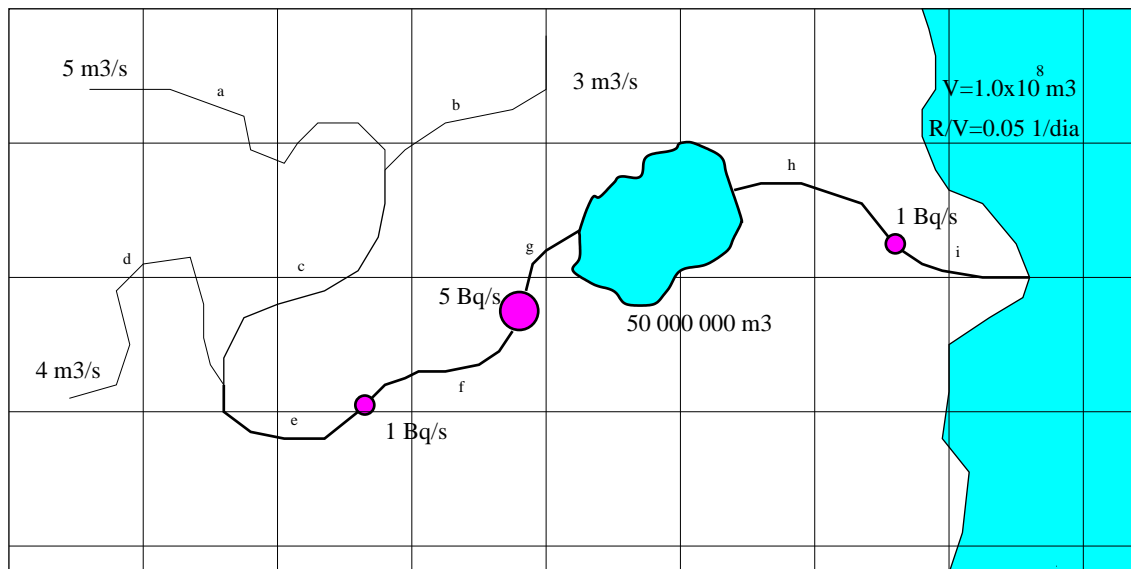 5 m3/s
a
b
3 m3/s
8
V=1.0x10 m3
R/V=0.05 1/dia
h
1 Bq/s
g
i
d
c
5 Bq/s
50 000 000 m3
4 m3/s
f
e
1 Bq/s